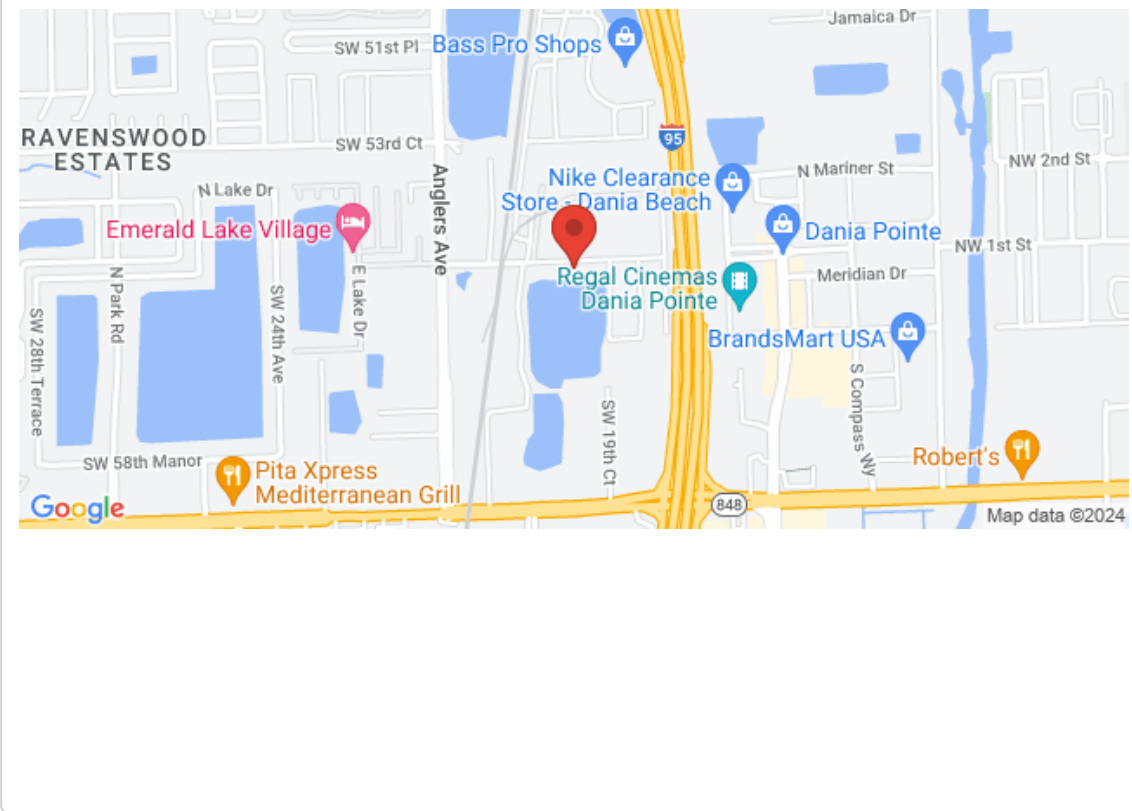 Jamaica Dr
SW 51st Pl
Bass Pro Shops
RAVENSWOOD
ESTATES
95
SW 53rd Ct
NW 2nd St
N Mariner St
Anglers Ave
Nike Clearance
Store - Dania Beach
N Lake Dr
Emerald Lake Village
Dania Pointe
NW 1st St
N Park Rd
E Lake Dr
Regal Cinemas
Dania Pointe
Meridian Dr
SW 28th Terrace
SW 24th Ave
BrandsMart USA
S Compass Wy
SW 19th Ct
SW 58th Manor
Robert's
Pita Xpress
Mediterranean Grill
848
Google
Map data ©2024